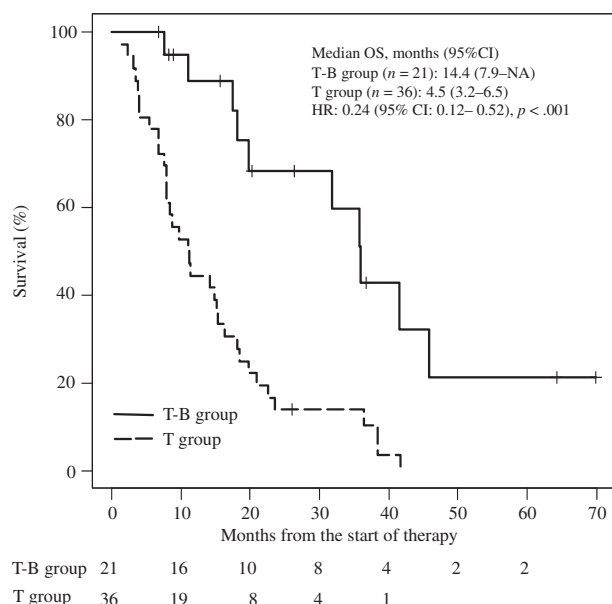 100
80
60
40
20
0
Survival (%)
Median OS, months (95%CI)
T-B group (n = 21): 14.4 (7.9–NA)
T group (n = 36): 4.5 (3.2–6.5)
HR: 0.24 (95% CI: 0.12– 0.52), p < .001
T-B group
T group
0 10 20 30 40 50 60 70
Months from the start of therapy
T-B group 21 16 10 8 4 2 2
T group 36 19 8 4 1